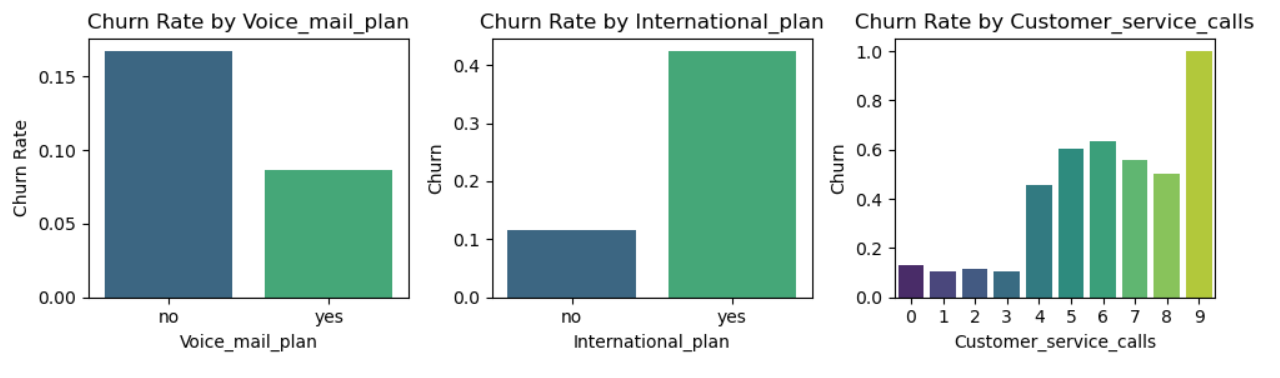 Churn Rate by Voice_mail_plan
Churn Rate
0.15
0.10
0.05
0.00
no yes
Voice_mail_plan
Churn Rate by International_plan
Churn
0.4
0.3
0.2
0.1
0.0
no yes
International_plan
Churn Rate by Customer_service_calls
Churn
1.0
0.8
0.6
0.4
0.2
0.0
0 1 2 3 4 5 6 7 8 9
Customer_service_calls